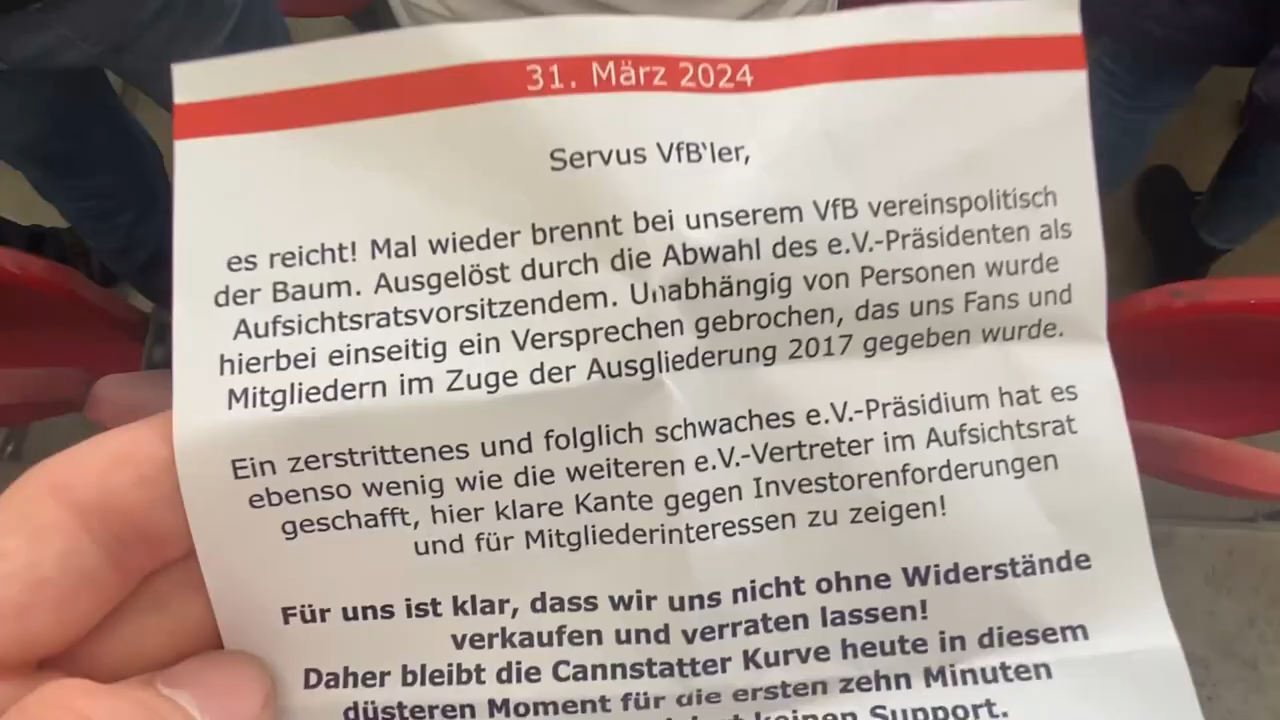 31. März 2024
Servus VfB'ler,
es reicht! Mal wieder brennt bei unserem VfB vereinspolitisch
der Baum. Ausgelöst durch die Abwahl des e.V.-Präsidenten als
Aufsichtsratsvorsitzendem. Unabhängig von Personen wurde
hierbei einseitig ein Versprechen gebrochen, das uns Fans und
Mitgliedern im Zuge der Ausgliederung 2017 gegeben wurde.
Ein zerstrittenes und folglich schwaches e.V.-Präsidium hat es
ebenso wenig wie die weiteren e.V.-Vertreter im Aufsichtsrat
geschafft, hier klare Kante gegen Investorenforderungen
und für Mitgliederinteressen zu zeigen!
Für uns ist klar, dass wir uns nicht ohne Widerstände
verkaufen und verraten lassen!
Daher bleibt die Cannstatter Kurve heute in diesem
düsteren Moment für die ersten zehn Minuten
keinen Support.